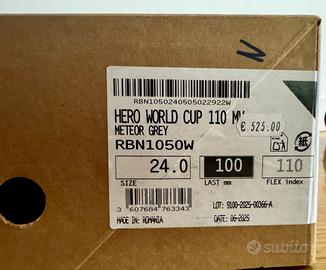 N
RBN1050240505022922W
HERO WORLD CUP 110 MV
€ 525.00
METEOR GREY
RBN1050W
24.0
100
110
SIZE
LAST mm
FLEX index
3 607684 763343
LOT: 9100-2025-00366-A
MADE IN: ROMANIA
DATE: 06-2025
subito